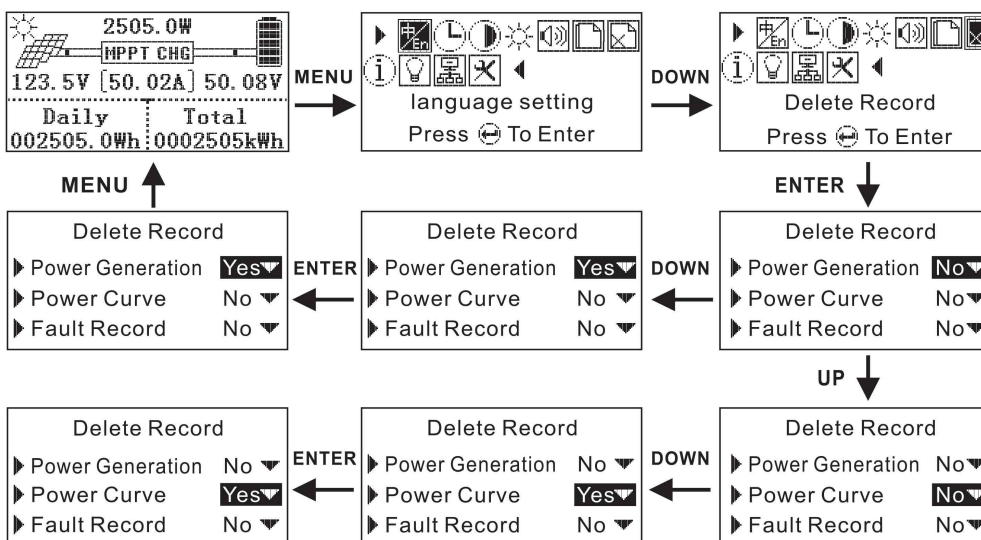 2505.0W
MPPT CHG
123.5V [50.02A] 50.08V
Daily Total
002505.0Wh 0002505kWh
MENU
中/En
i
language setting
Press To Enter
DOWN
中/En
i
Delete Record
Press To Enter
MENU
ENTER
Delete Record
Power Generation Yes
Power Curve No
Fault Record No
ENTER
Delete Record
Power Generation Yes
Power Curve No
Fault Record No
DOWN
Delete Record
Power Generation No
Power Curve No
Fault Record No
UP
Delete Record
Power Generation No
Power Curve Yes
Fault Record No
ENTER
Delete Record
Power Generation No
Power Curve Yes
Fault Record No
DOWN
Delete Record
Power Generation No
Power Curve No
Fault Record No